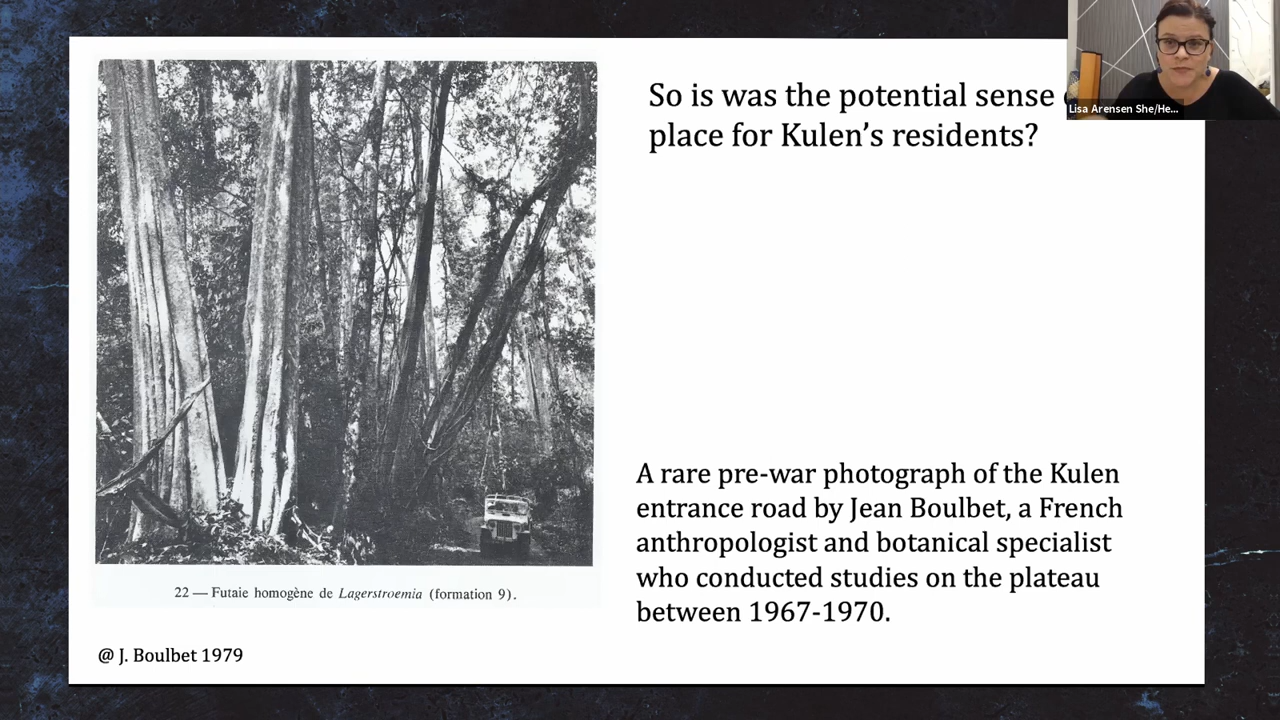 So is was the potential sense
place for Kulen's residents?
Lisa Arensen She/He...
A rare pre-war photograph of the Kulen
entrance road by Jean Boulbet, a French
anthropologist and botanical specialist
who conducted studies on the plateau
between 1967-1970.
22 — Futaie homogène de Lagerstroemia (formation 9).
@ J. Boulbet 1979